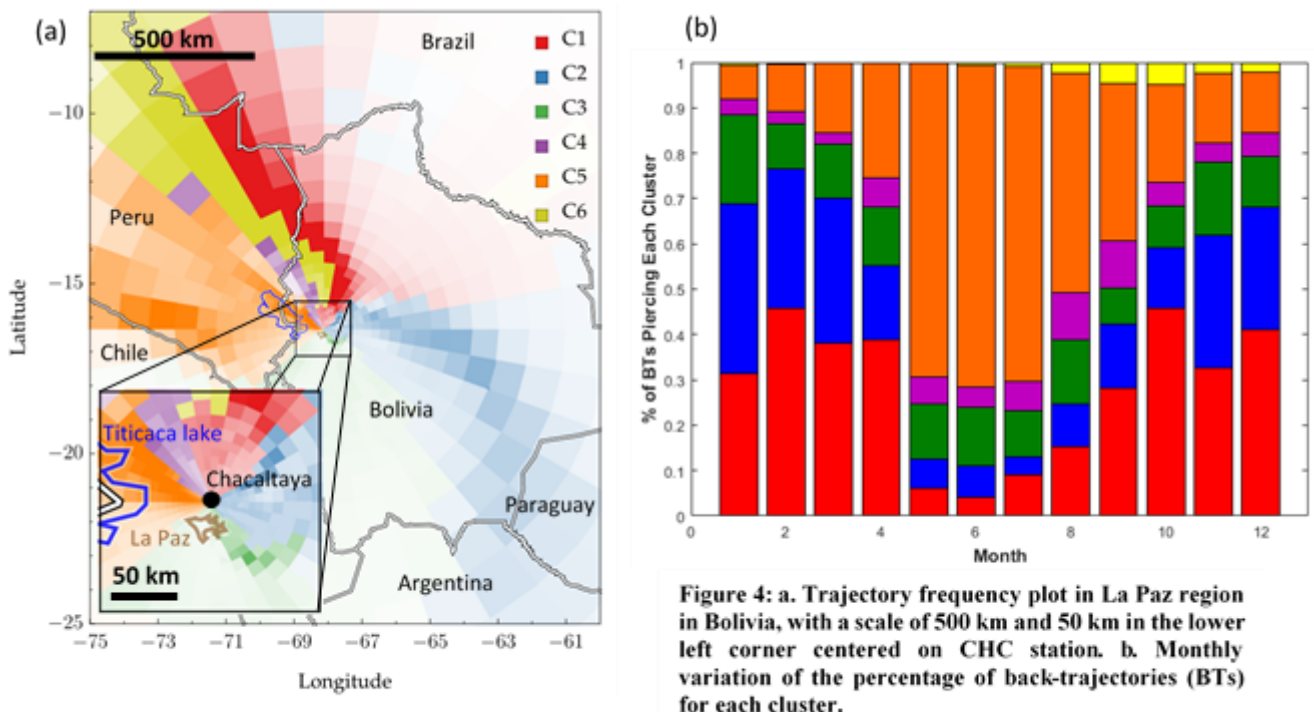 (a)
500 km
Brazil
C1
C2
C3
C4
C5
C6
Peru
Chile
Bolivia
Titicaca lake
Chacaltaya
La Paz
50 km
Paraguay
Argentina
Latitude
−10
−15
−20
−25
−75 −73 −71 −69 −67 −65 −63 −61
Longitude
(b)
% of BTs Piercing Each Cluster
1
0.9
0.8
0.7
0.6
0.5
0.4
0.3
0.2
0.1
0
0 2 4 6 8 10 12
Month
Figure 4: a. Trajectory frequency plot in La Paz region
in Bolivia, with a scale of 500 km and 50 km in the lower
left corner centered on CHC station. b. Monthly
variation of the percentage of back-trajectories (BTs)
for each cluster.